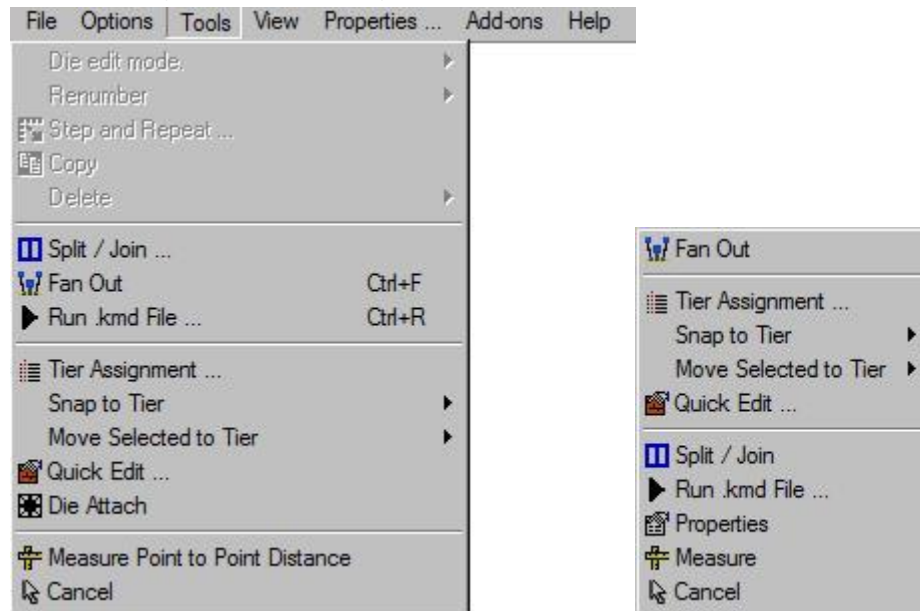 File Options Tools View Properties ... Add-ons Help
Die edit mode.
Renumber
Step and Repeat ...
Copy
Delete
Split / Join ...
Fan Out Ctrl+F
Run .kmd File ... Ctrl+R
Tier Assignment ...
Snap to Tier
Move Selected to Tier
Quick Edit ...
Die Attach
Measure Point to Point Distance
Cancel
Fan Out
Tier Assignment ...
Snap to Tier
Move Selected to Tier
Quick Edit ...
Split / Join
Run .kmd File ...
Properties
Measure
Cancel